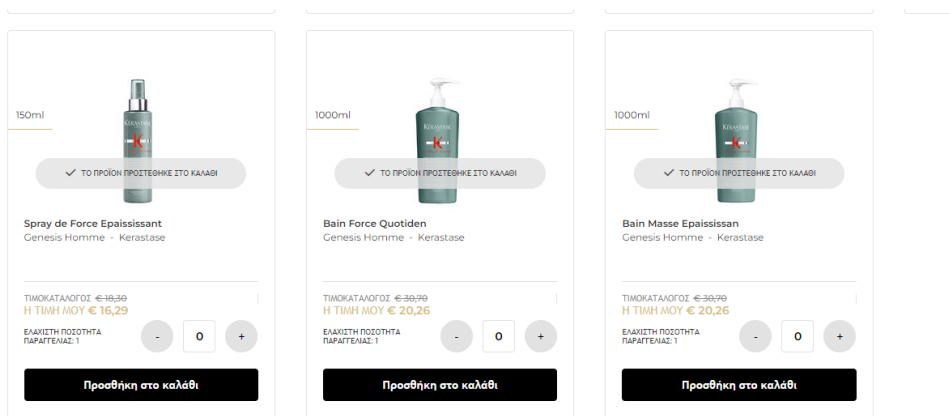 150ml
KÉRASTASE
ΤΟ ΠΡΟΪΟΝ ΠΡΟΣΤΕΘΗΚΕ ΣΤΟ ΚΑΛΑΘΙ
Spray de Force Epaississant
Genesis Homme - Kerastase
ΤΙΜΟΚΑΤΑΛΟΓΟΣ € 18,30
Η ΤΙΜΗ ΜΟΥ € 16,29
ΕΛΑΧΙΣΤΗ ΠΟΣΟΤΗΤΑ
ΠΑΡΑΓΓΕΛΙΑΣ: 1
- 0 +
Προσθήκη στο καλάθι
1000ml
KÉRASTASE
ΤΟ ΠΡΟΪΟΝ ΠΡΟΣΤΕΘΗΚΕ ΣΤΟ ΚΑΛΑΘΙ
Bain Force Quotidien
Genesis Homme - Kerastase
ΤΙΜΟΚΑΤΑΛΟΓΟΣ € 30,70
Η ΤΙΜΗ ΜΟΥ € 20,26
ΕΛΑΧΙΣΤΗ ΠΟΣΟΤΗΤΑ
ΠΑΡΑΓΓΕΛΙΑΣ: 1
- 0 +
Προσθήκη στο καλάθι
1000ml
KÉRASTASE
ΤΟ ΠΡΟΪΟΝ ΠΡΟΣΤΕΘΗΚΕ ΣΤΟ ΚΑΛΑΘΙ
Bain Masse Epaississan
Genesis Homme - Kerastase
ΤΙΜΟΚΑΤΑΛΟΓΟΣ € 30,70
Η ΤΙΜΗ ΜΟΥ € 20,26
ΕΛΑΧΙΣΤΗ ΠΟΣΟΤΗΤΑ
ΠΑΡΑΓΓΕΛΙΑΣ: 1
- 0 +
Προσθήκη στο καλάθι